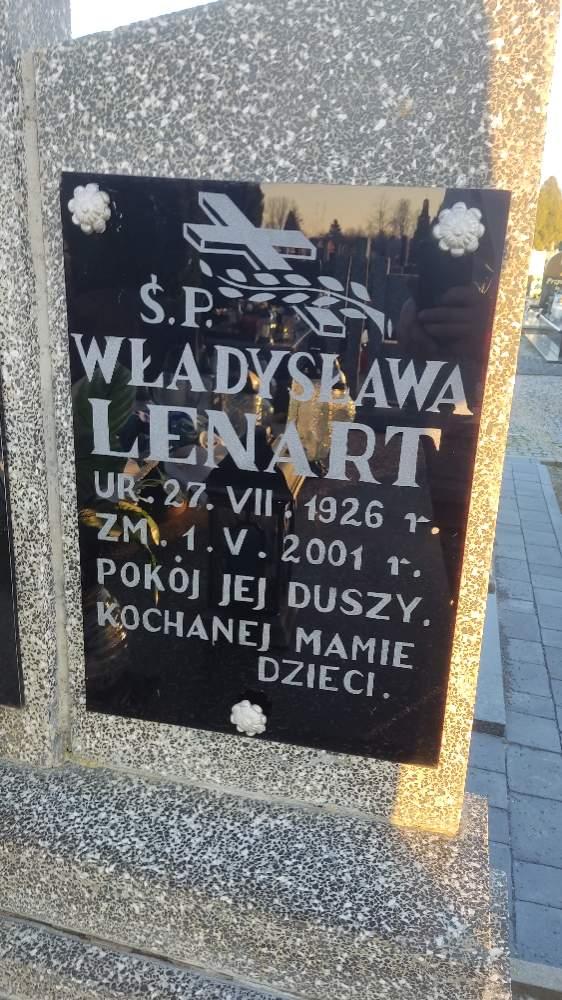 Ś.P.
WŁADYSŁAWA
LENART
UR. 27. VII. 1926 r.
ZM. 1. V. 2001 r.
POKÓJ JEJ DUSZY.
KOCHANEJ MAMIE
DZIECI.